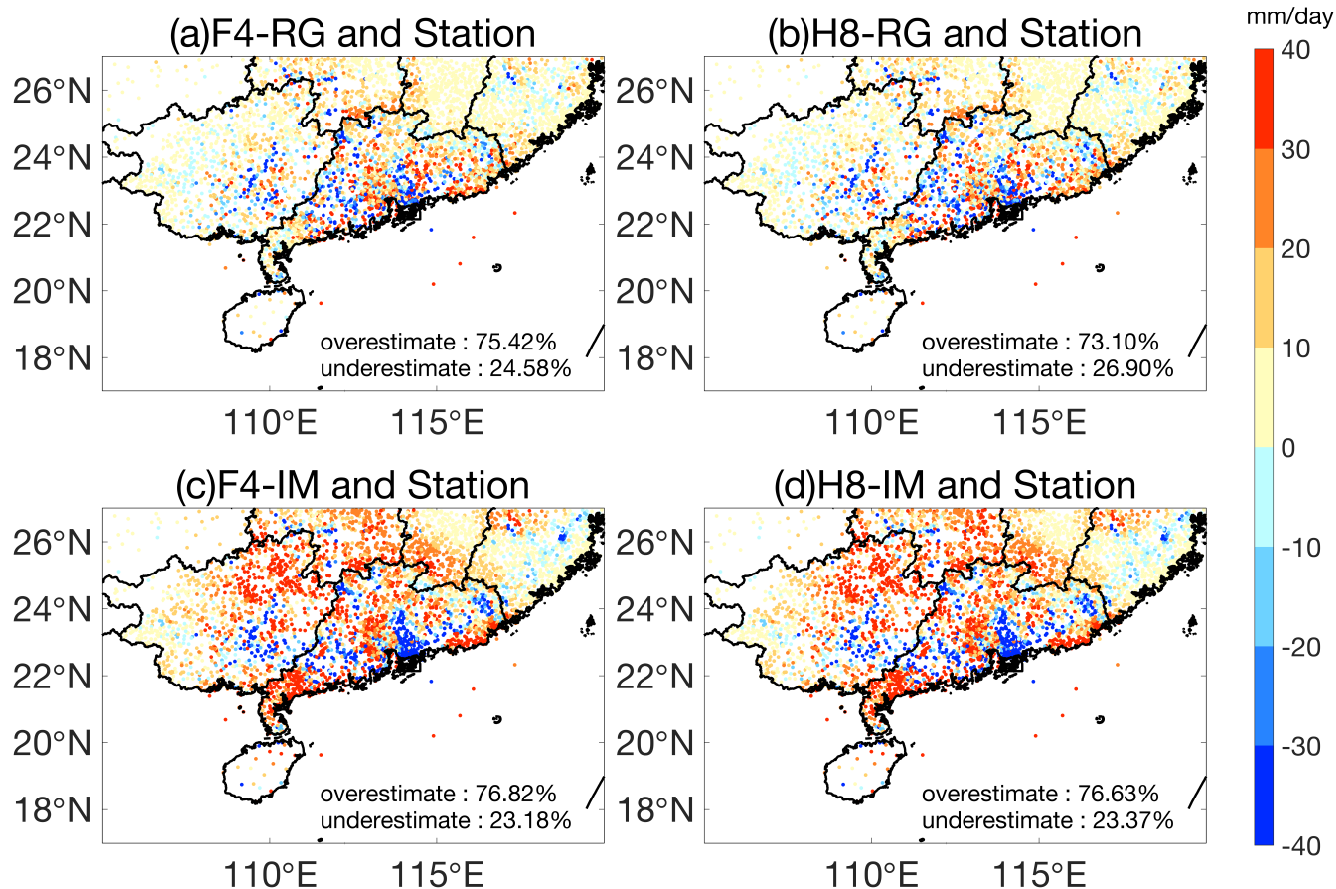 mm/day
(a)F4-RG and Station
(b)H8-RG and Station
26°N
24°N
22°N
20°N
18°N
26°N
24°N
22°N
20°N
18°N
overestimate : 75.42%
underestimate : 24.58%
overestimate : 73.10%
underestimate : 26.90%
110°E
115°E
110°E
115°E
(c)F4-IM and Station
(d)H8-IM and Station
26°N
24°N
22°N
20°N
18°N
26°N
24°N
22°N
20°N
18°N
overestimate : 76.82%
underestimate : 23.18%
overestimate : 76.63%
underestimate : 23.37%
110°E
115°E
110°E
115°E
40
30
20
10
0
-10
-20
-30
-40